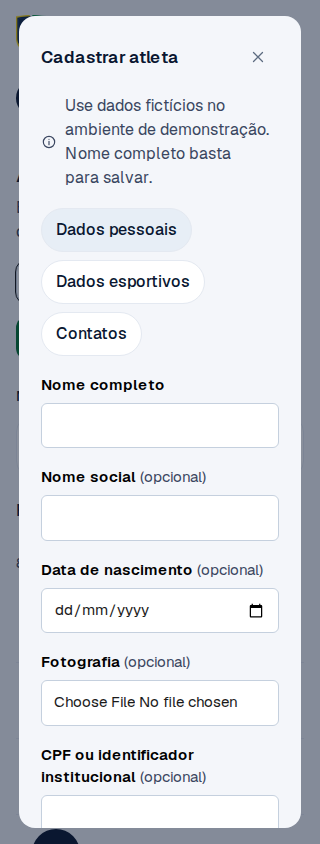 Cadastrar atleta
Use dados fictícios no
ambiente de demonstração.
Nome completo basta
para salvar.
Dados pessoais
Dados esportivos
Contatos
Nome completo
Nome social (opcional)
Data de nascimento (opcional)
dd/mm/yyyy
Fotografia (opcional)
Choose File No file chosen
CPF ou identificador
institucional (opcional)